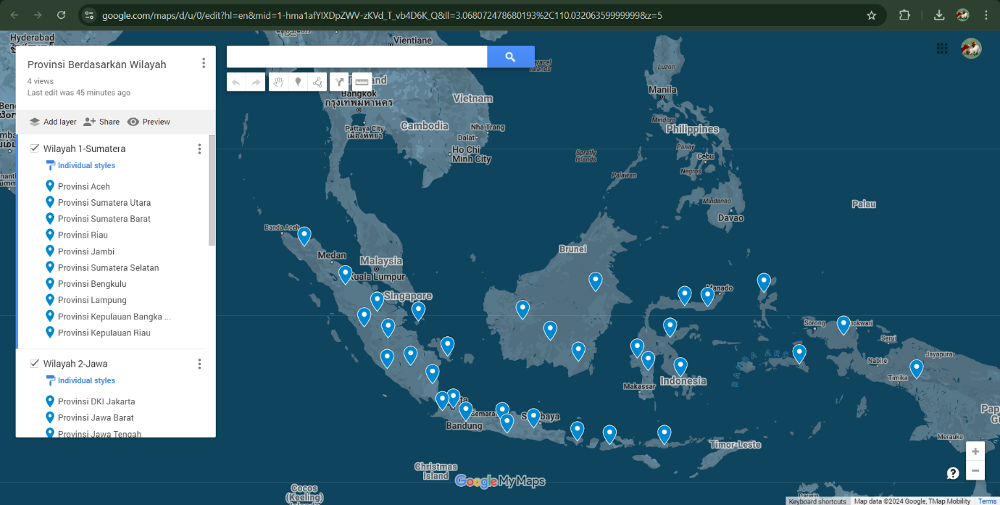 google.com/maps/d/u/0/edit?hl=en&mid=1-hma1afYIXDpZWV-zKVd_T_vb4D6K_Q&ll=3.068072478680193%2C110.03206359999999&z=5
Provinsi Berdasarkan Wilayah
4 views
Last edit was 45 minutes ago
Add layer
Share
Preview
Wilayah 1-Sumatera
Individual styles
Provinsi Aceh
Provinsi Sumatera Utara
Provinsi Sumatera Barat
Provinsi Riau
Provinsi Jambi
Provinsi Sumatera Selatan
Provinsi Bengkulu
Provinsi Lampung
Provinsi Kepulauan Bangka ...
Provinsi Kepulauan Riau
Wilayah 2-Jawa
Individual styles
Provinsi DKI Jakarta
Provinsi Jawa Barat
Provinsi Jawa Tengah
Hyderabad
Vientiane
Islands
Luzon
Manila
Bangkok
กรุงเทพมหานคร
Vietnam
Mindoro
Philippines
Pattaya City
เมืองพัทยา
Cambodia
Nha Trang
Dalat
Ho Chi
Minh City
Spratly
Islands
Panay
Cebu
Negros
Palawan
Mindanao
Davao
Palau
Banda Aceh
Medan
Malaysia
Kuala Lumpur
Brunei
Singapore
Manado
Sorong
Serui
Jayapura
Nabire
Timika
Makassar
Indonesia
BANDA ARC
Bandung
Timor-Leste
Merauke
Christmas
Island
Google My Maps
Cocos
(Keeling)
Darwin
Keyboard shortcuts
Map data ©2024 Google, TMap Mobility
Terms